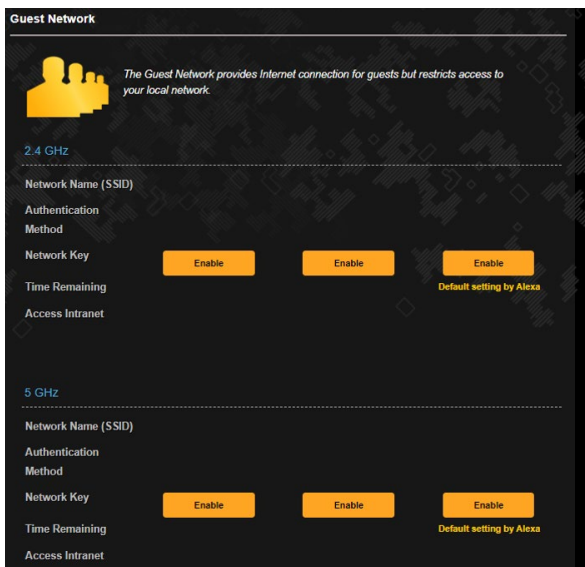 Guest Network
The Guest Network provides Internet connection for guests but restricts access to
your local network.
2.4 GHz
Network Name (SSID)
Authentication
Method
Network Key
Enable
Enable
Enable
Time Remaining
Default setting by Alexa
Access Intranet
5 GHz
Network Name (SSID)
Authentication
Method
Network Key
Enable
Enable
Enable
Time Remaining
Default setting by Alexa
Access Intranet